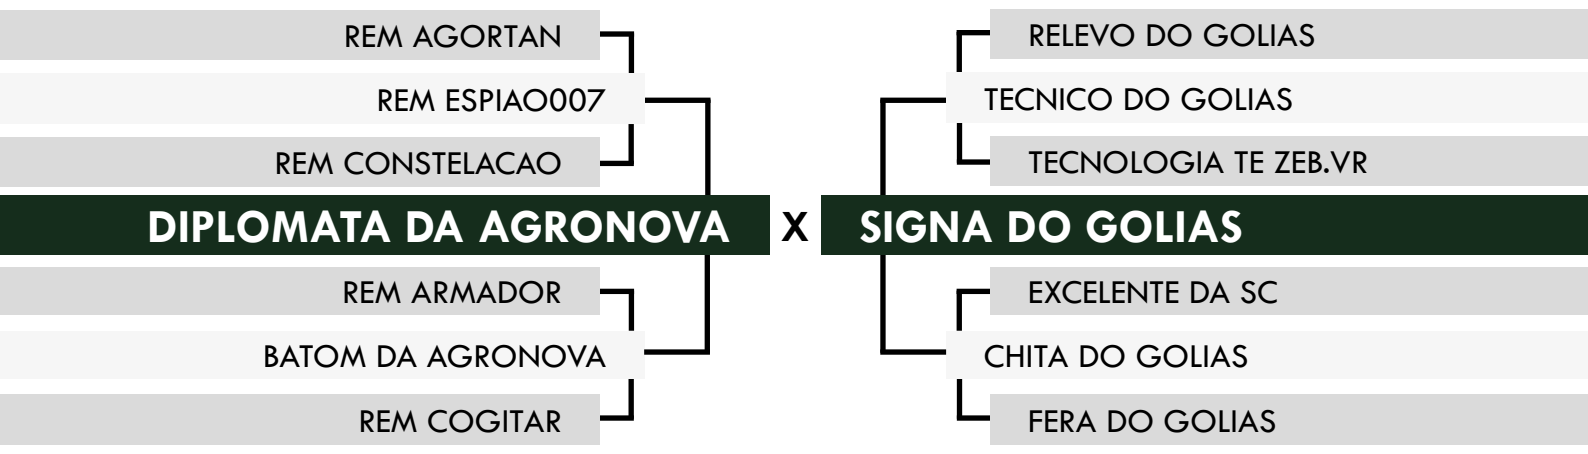 REM AGORTAN
RELEVO DO GOLIAS
REM ESPIAO007
TECNICO DO GOLIAS
REM CONSTELACAO
TECNOLOGIA TE ZEB.VR
DIPLOMATA DA AGRONOVA X SIGNA DO GOLIAS
REM ARMADOR
EXCELENTE DA SC
BATOM DA AGRONOVA
CHITA DO GOLIAS
REM COGITAR
FERA DO GOLIAS